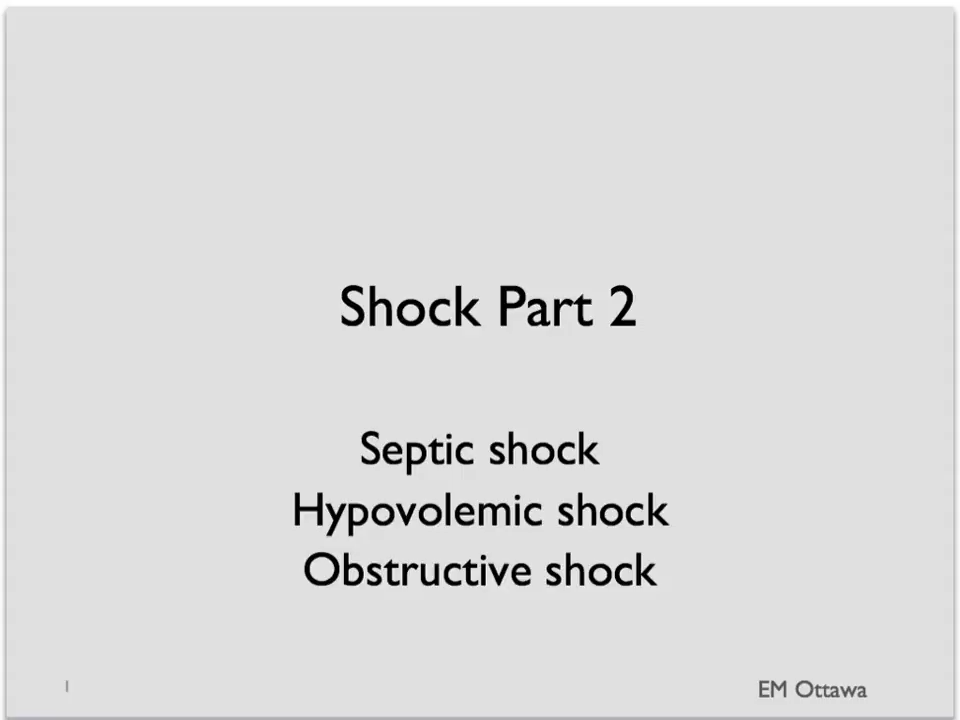 Shock Part 2
Septic shock
Hypovolemic shock
Obstructive shock
1
EM Ottawa